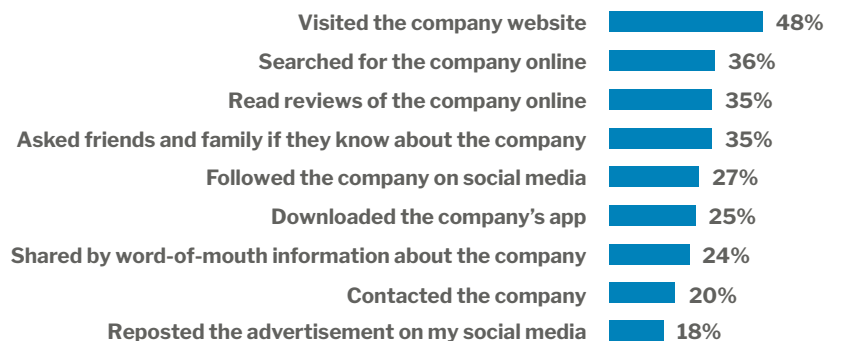 Visited the company website 48%
Searched for the company online 36%
Read reviews of the company online 35%
Asked friends and family if they know about the company 35%
Followed the company on social media 27%
Downloaded the company’s app 25%
Shared by word-of-mouth information about the company 24%
Contacted the company 20%
Reposted the advertisement on my social media 18%